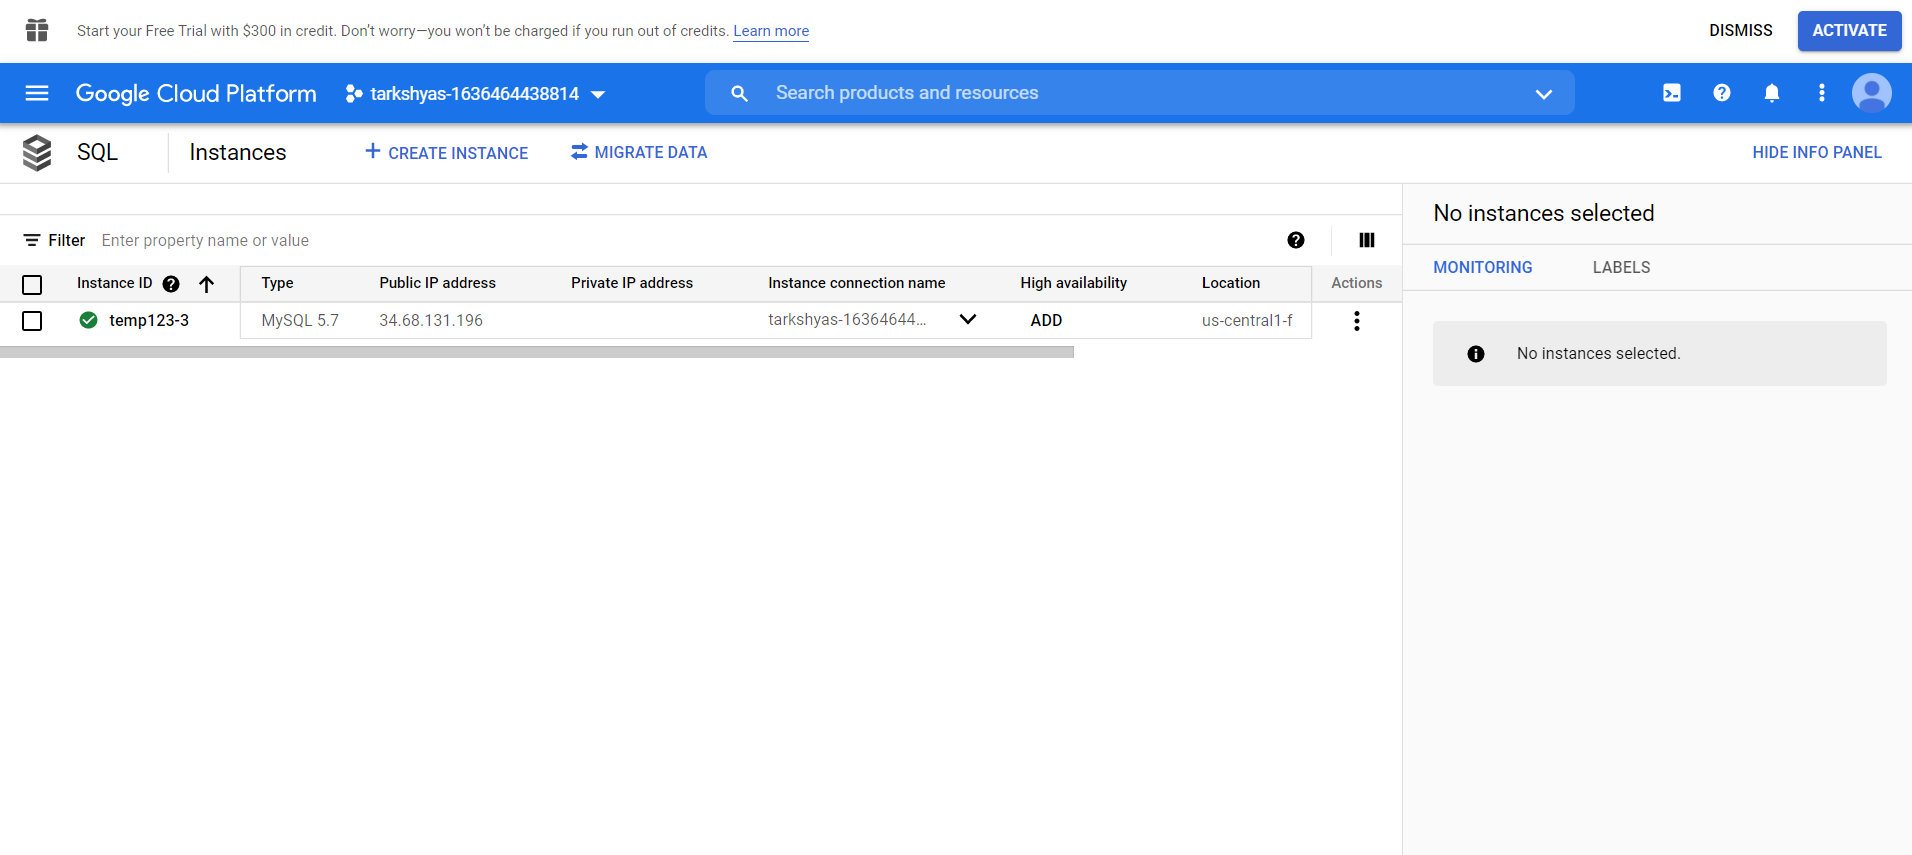 Start your Free Trial with $300 in credit. Don’t worry—you won’t be charged if you run out of credits. Learn more
DISMISS
ACTIVATE
Google Cloud Platform
tarkshyas-1636464438814
Search products and resources
SQL
Instances
CREATE INSTANCE
MIGRATE DATA
HIDE INFO PANEL
Filter
Enter property name or value
Instance ID
Type
Public IP address
Private IP address
Instance connection name
High availability
Location
Actions
temp123-3
MySQL 5.7
34.68.131.196
tarkshyas-16364644...
ADD
us-central1-f
No instances selected
MONITORING
LABELS
No instances selected.